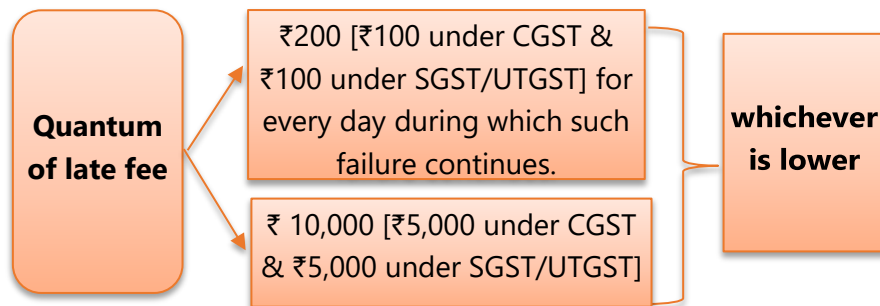 Quantum
of late fee
₹200 [₹100 under CGST &
₹100 under SGST/UTGST] for
every day during which such
failure continues.
₹ 10,000 [₹5,000 under CGST
& ₹5,000 under SGST/UTGST]
whichever
is lower